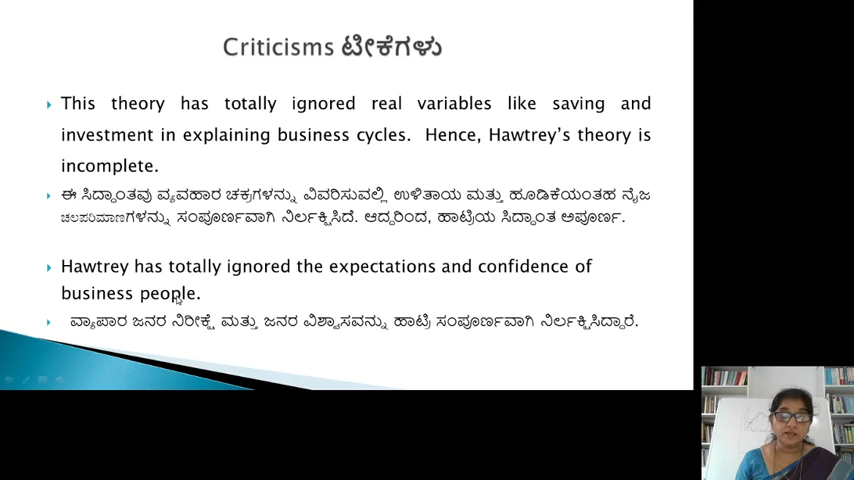 Criticisms ಟೀಕೆಗಳು
This theory has totally ignored real variables like saving and
investment in explaining business cycles. Hence, Hawtrey's theory is
incomplete.
ಈ ಸಿದ್ಧಾಂತವು ವ್ಯವಹಾರ ಚಕ್ರಗಳನ್ನು ವಿವರಿಸುವಲ್ಲಿ ಉಳಿತಾಯ ಮತ್ತು ಹೂಡಿಕೆಯಂತಹ ನೈಜ
ಚಲಪರಿಮಾಣಗಳನ್ನು ಸಂಪೂರ್ಣವಾಗಿ ನಿರ್ಲಕ್ಷಿಸಿದೆ. ಆದ್ದರಿಂದ, ಹಾಟ್ರಿಯ ಸಿದ್ಧಾಂತ ಅಪೂರ್ಣ.
Hawtrey has totally ignored the expectations and confidence of
business people.
ವ್ಯಾಪಾರ ಜನರ ನಿರೀಕ್ಷೆ ಮತ್ತು ಜನರ ವಿಶ್ವಾಸವನ್ನು ಹಾಟ್ರಿ ಸಂಪೂರ್ಣವಾಗಿ ನಿರ್ಲಕ್ಷಿಸಿದ್ದಾರೆ.